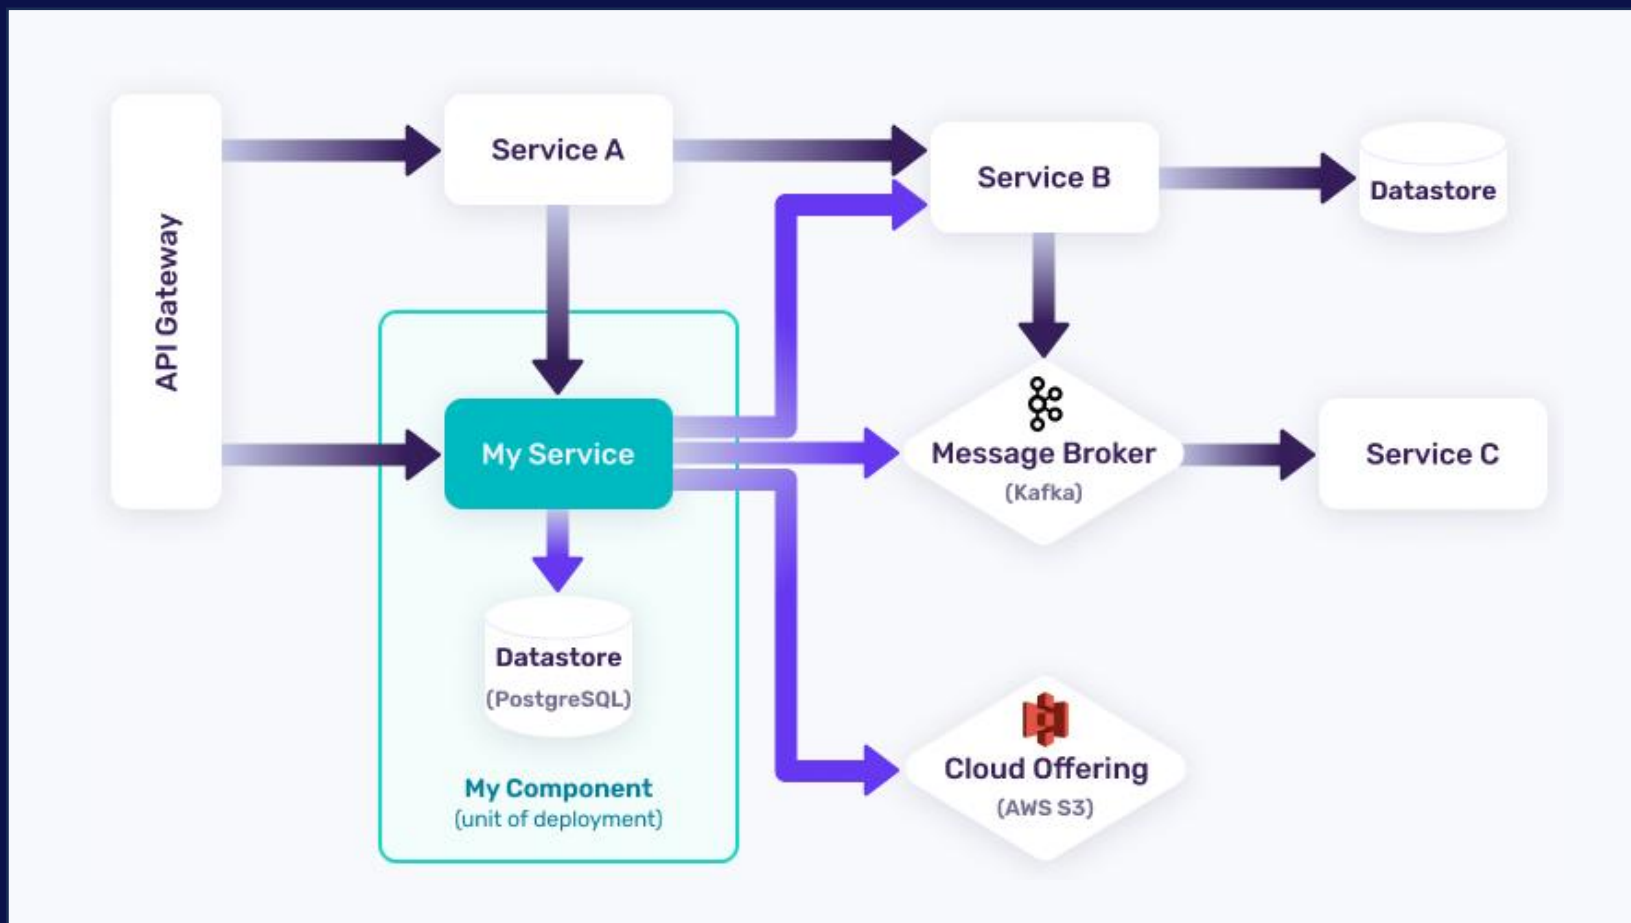 API Gateway
Service A
Service B
Datastore
My Service
Message Broker
(Kafka)
Service C
Datastore
(PostgreSQL)
My Component
(unit of deployment)
Cloud Offering
(AWS S3)